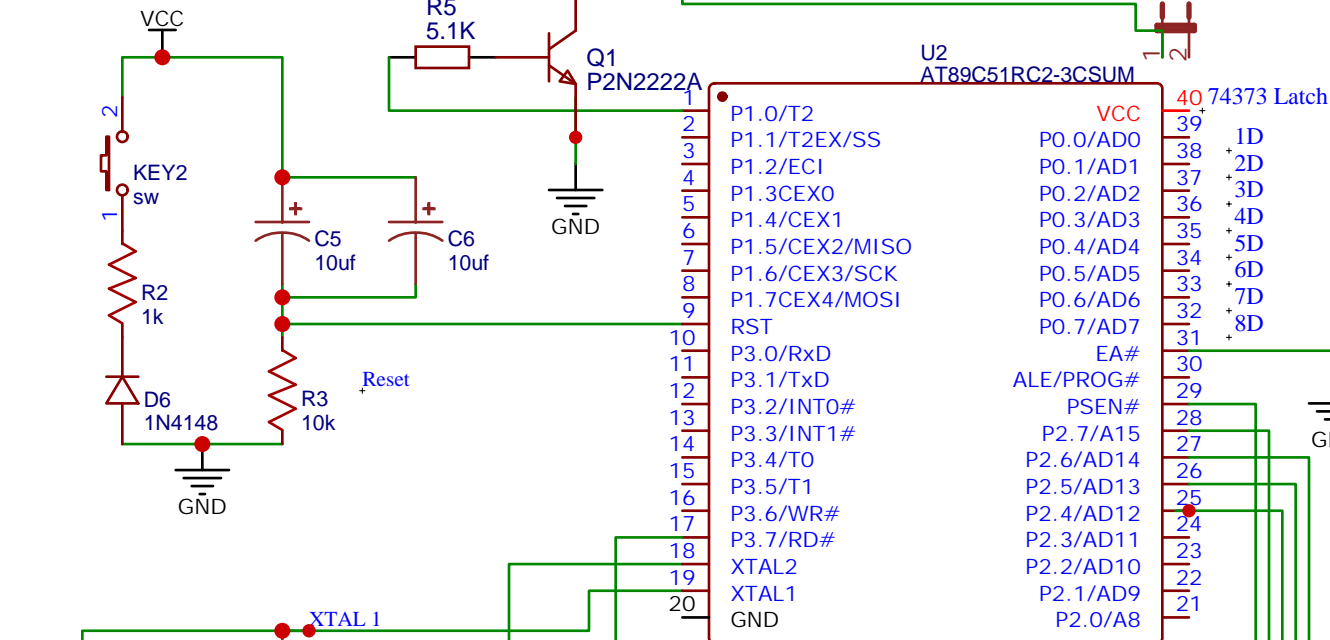 VCC
2
KEY2
sw
1
R2
1k
D6
1N4148
GND
C5
10uf
C6
10uf
R3
10k
Reset
R5
5.1K
Q1
P2N2222A
GND
U2
AT89C51RC2-3CSUM
1 P1.0/T2
2 P1.1/T2EX/SS
3 P1.2/ECI
4 P1.3CEX0
5 P1.4/CEX1
6 P1.5/CEX2/MISO
7 P1.6/CEX3/SCK
8 P1.7CEX4/MOSI
9 RST
10 P3.0/RxD
11 P3.1/TxD
12 P3.2/INT0#
13 P3.3/INT1#
14 P3.4/T0
15 P3.5/T1
16 P3.6/WR#
17 P3.7/RD#
18 XTAL2
19 XTAL1
20 GND
VCC 40
P0.0/AD0 39
P0.1/AD1 38
P0.2/AD2 37
P0.3/AD3 36
P0.4/AD4 35
P0.5/AD5 34
P0.6/AD6 33
P0.7/AD7 32
EA# 31
ALE/PROG# 30
PSEN# 29
P2.7/A15 28
P2.6/AD14 27
P2.5/AD13 26
P2.4/AD12 25
P2.3/AD11 24
P2.2/AD10 23
P2.1/AD9 22
P2.0/A8 21
1
2
74373 Latch
1D
2D
3D
4D
5D
6D
7D
8D
XTAL 1